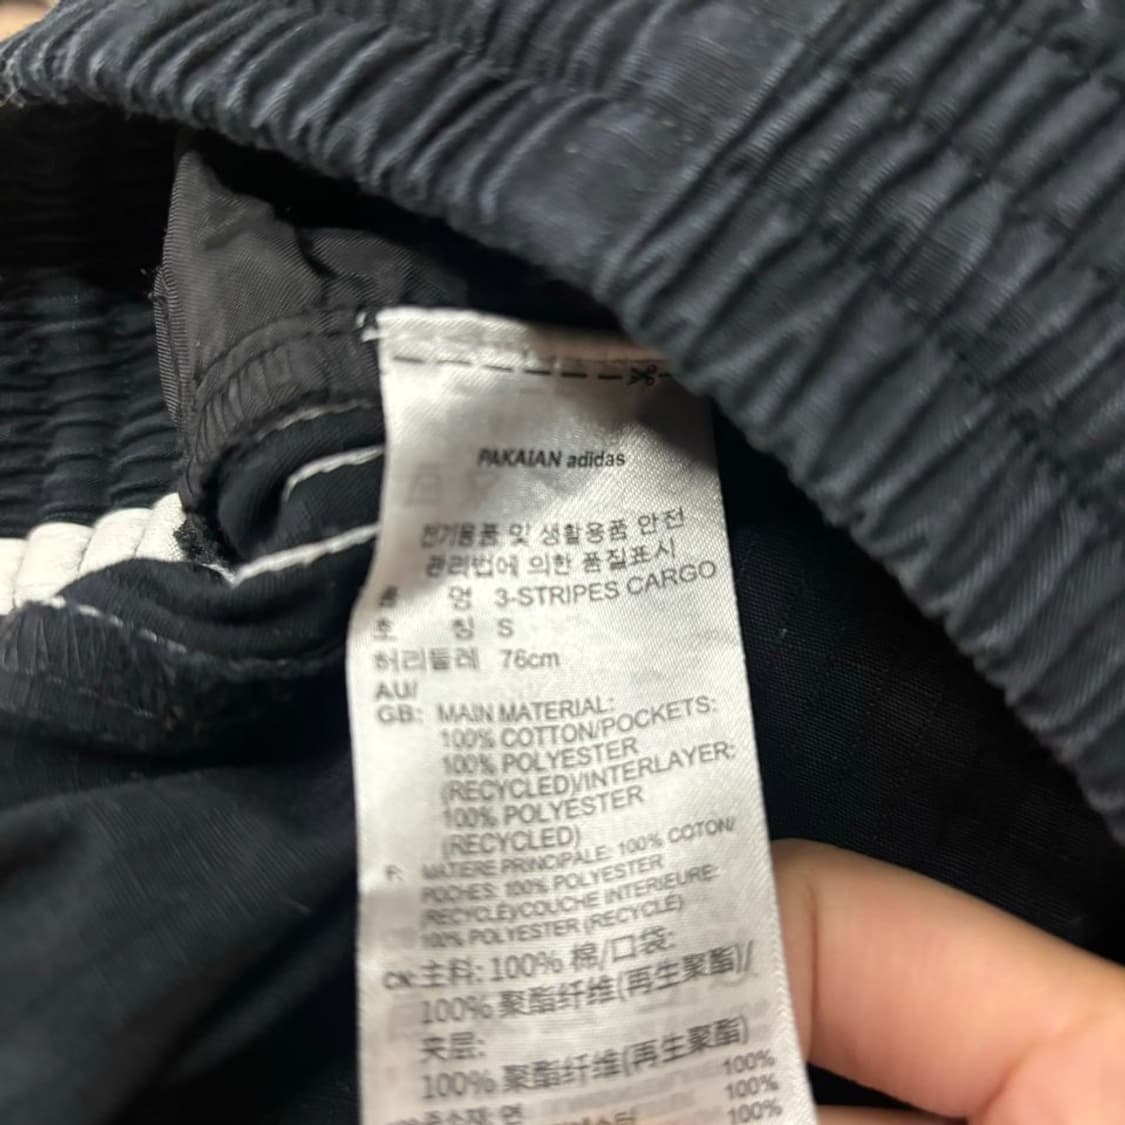 PAKAIAN adidas
전기용품 및 생활용품 안전
관리법에 의한 품질표시
품 명 3-STRIPES CARGO
호 칭 S
허리둘레 76cm
AU/
GB: MAIN MATERIAL:
100% COTTON/POCKETS:
100% POLYESTER
(RECYCLED)/INTERLAYER:
100% POLYESTER
(RECYCLED)
F: MATIERE PRINCIPALE: 100% COTON/
POCHES: 100% POLYESTER
(RECYCLE)/COUCHE INTERIEURE:
100% POLYESTER (RECYCLE)
CN: 主料: 100% 棉/口袋:
100% 聚酯纤维(再生聚酯)/
夹层:
100% 聚酯纤维(再生聚酯)
100%
100%
100%